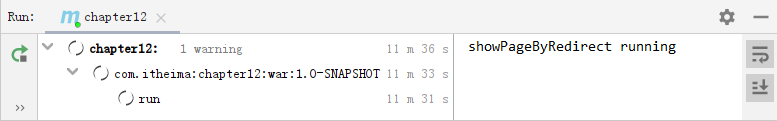 Run: m chapter12
chapter12: 1 warning 11 m 36 s
com.itheima:chapter12:war:1.0-SNAPSHOT 11 m 33 s
run 11 m 31 s
showPageByRedirect running